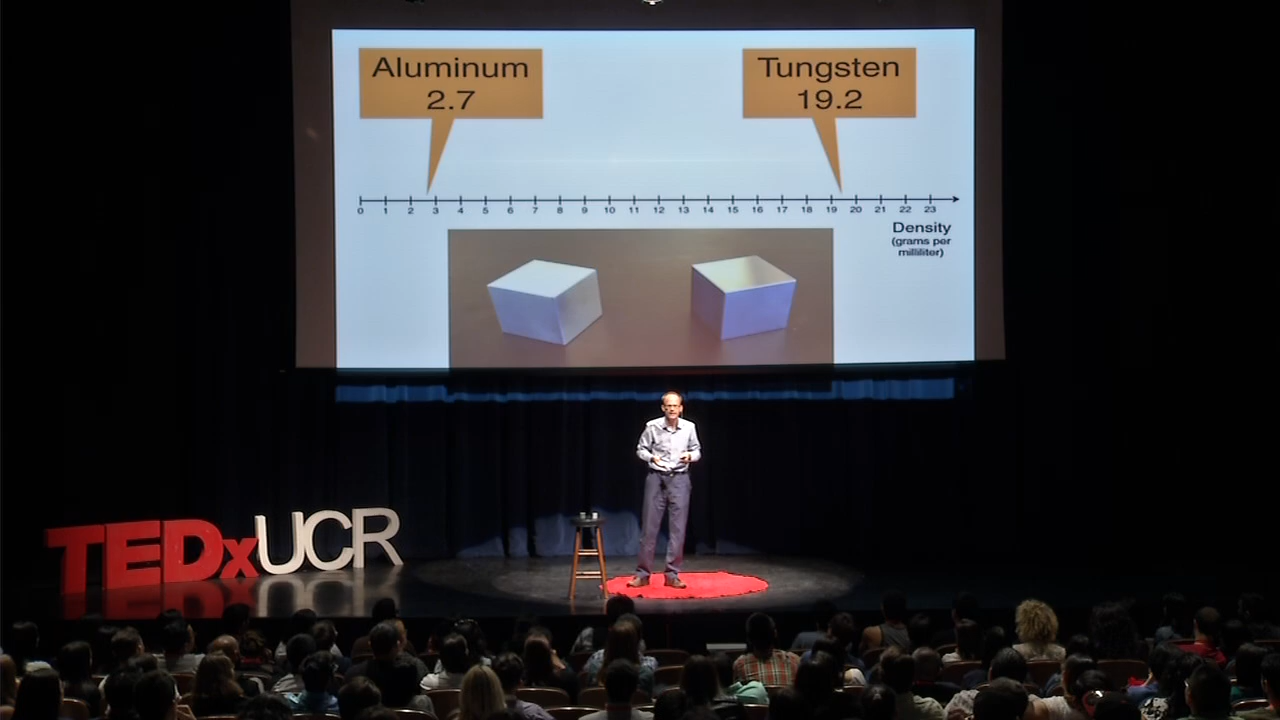 Aluminum
2.7
Tungsten
19.2
0 1 2 3 4 5 6 7 8 9 10 11 12 13 14 15 16 17 18 19 20 21 22 23
Density
(grams per
milliliter)
TEDxUCR